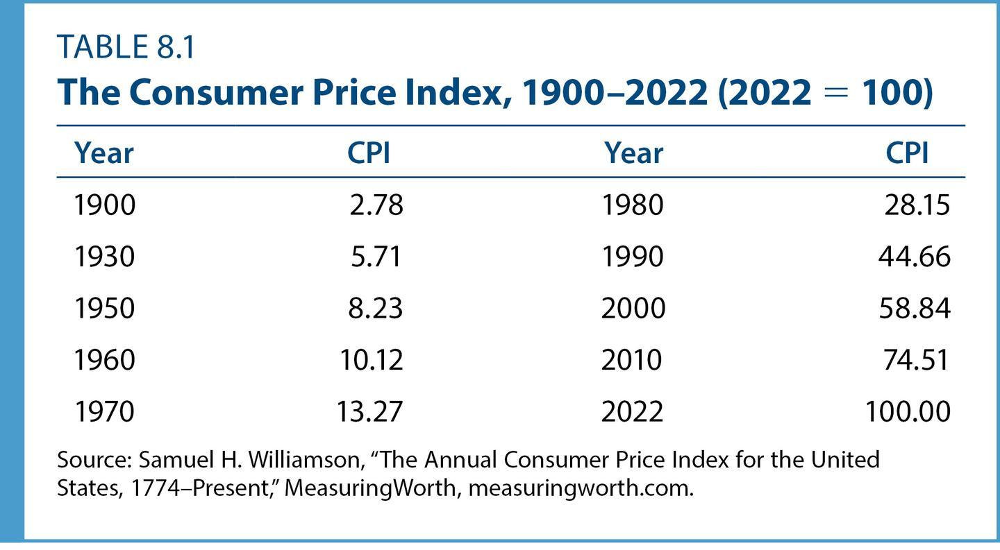 TABLE 8.1
The Consumer Price Index, 1900–2022 (2022 = 100)
Year CPI Year CPI
1900 2.78 1980 28.15
1930 5.71 1990 44.66
1950 8.23 2000 58.84
1960 10.12 2010 74.51
1970 13.27 2022 100.00
Source: Samuel H. Williamson, “The Annual Consumer Price Index for the United
States, 1774–Present,” MeasuringWorth, measuringworth.com.